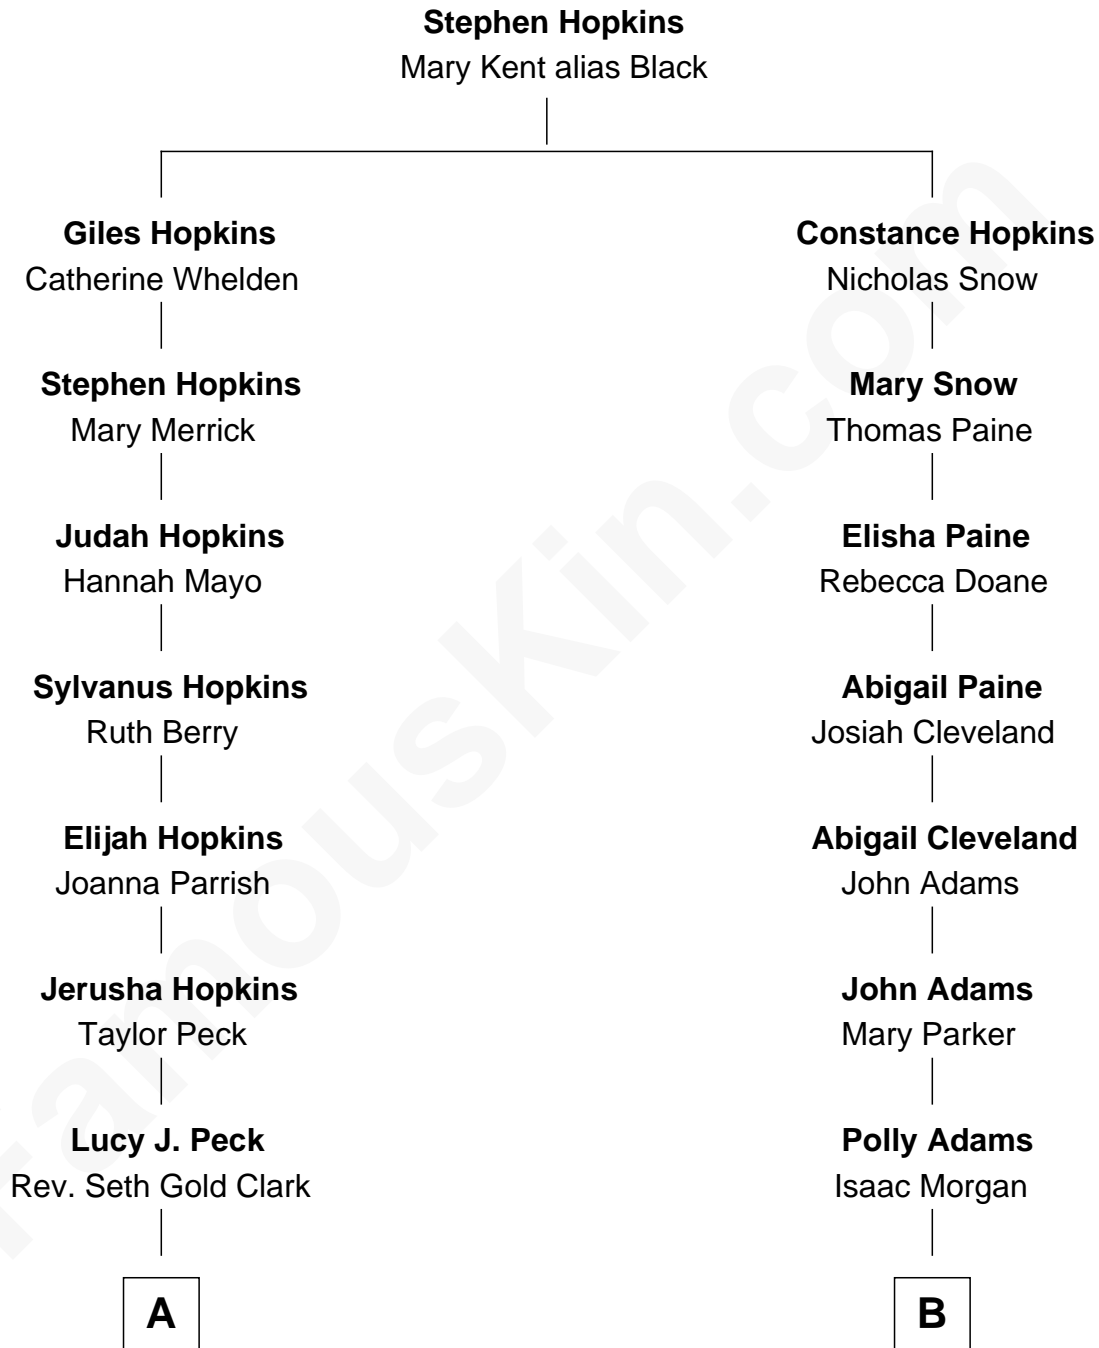 Stephen Hopkins
Mary Kent alias Black
Giles Hopkins
Catherine Whelden
Constance Hopkins
Nicholas Snow
Stephen Hopkins
Mary Merrick
Mary Snow
Thomas Paine
Judah Hopkins
Hannah Mayo
Elisha Paine
Rebecca Doane
Sylvanus Hopkins
Ruth Berry
Abigail Paine
Josiah Cleveland
Elijah Hopkins
Joanna Parrish
Abigail Cleveland
John Adams
Jerusha Hopkins
Taylor Peck
John Adams
Mary Parker
Lucy J. Peck
Rev. Seth Gold Clark
Polly Adams
Isaac Morgan
A
B
FamousKin.com